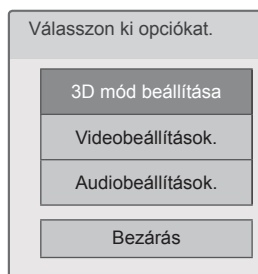 Válasszon ki opciókat.
3D mód beállítása
Videobeállítások.
Audiobeállítások.
Bezárás